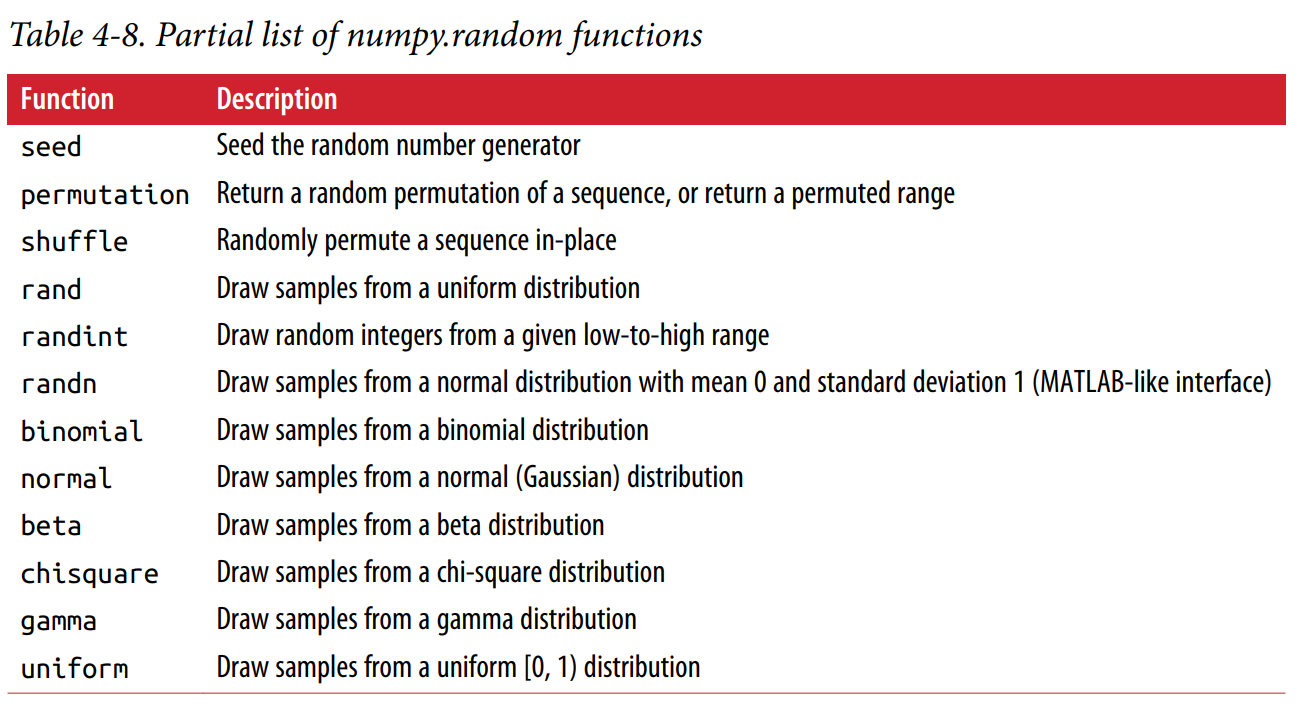 Table 4-8. Partial list of numpy.random functions
Function Description
seed Seed the random number generator
permutation Return a random permutation of a sequence, or return a permuted range
shuffle Randomly permute a sequence in-place
rand Draw samples from a uniform distribution
randint Draw random integers from a given low-to-high range
randn Draw samples from a normal distribution with mean 0 and standard deviation 1 (MATLAB-like interface)
binomial Draw samples from a binomial distribution
normal Draw samples from a normal (Gaussian) distribution
beta Draw samples from a beta distribution
chisquare Draw samples from a chi-square distribution
gamma Draw samples from a gamma distribution
uniform Draw samples from a uniform [0, 1) distribution